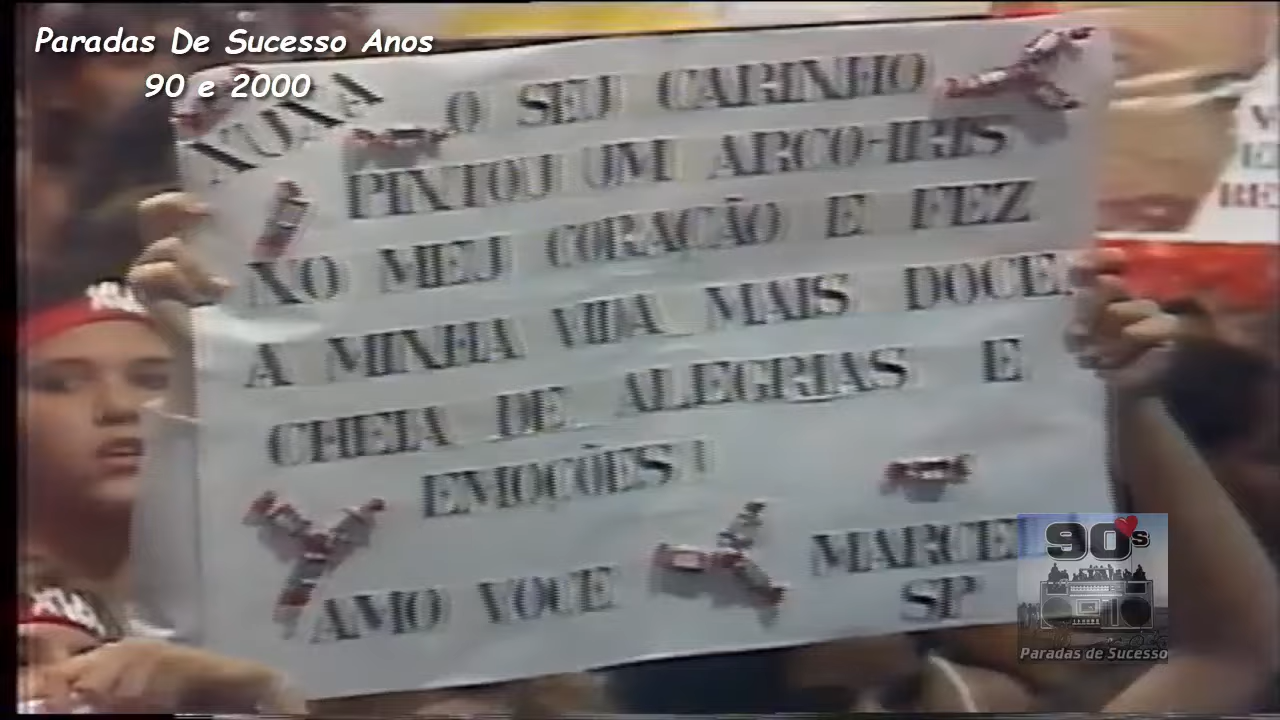 Paradas De Sucesso Anos
90 e 2000
XUXA O SEU CARINHO
PINTOU UM ARCO-IRIS
NO MEU CORAÇÃO E FEZ
A MINHA VIDA MAIS DOCE,
CHEIA DE ALEGRIAS E
EMOÇÕES!
AMO VOCE
SP
90s
Paradas de Sucesso